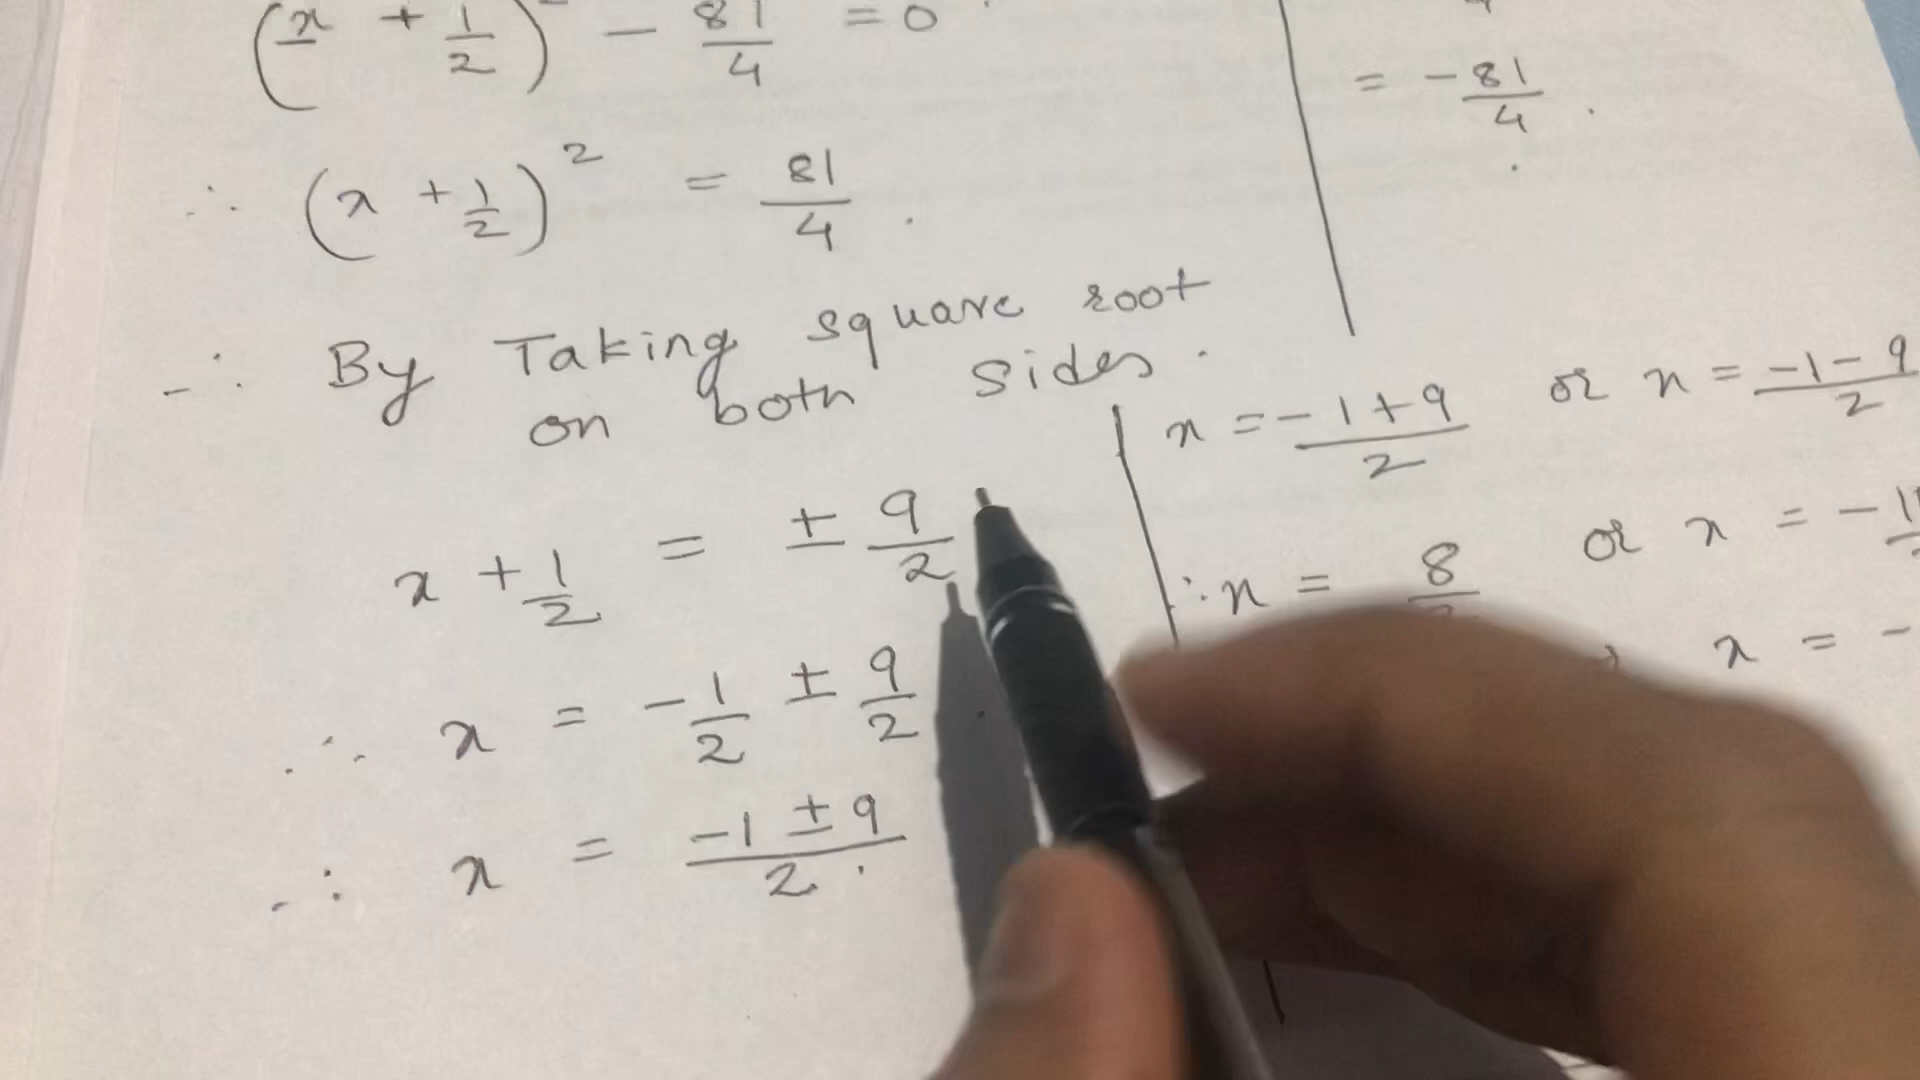 (x + 1/2)² - 81/4 = 0
= -81/4 .
∴ (x + 1/2)² = 81/4 .
∴ By Taking square root
on both sides .
x + 1/2 = ± 9/2
∴ x = -1/2 ± 9/2
∴ x = (-1 ± 9)/2 .
x = (-1+9)/2 or x = (-1-9)/2
∴ x = 8 or x =
x = -